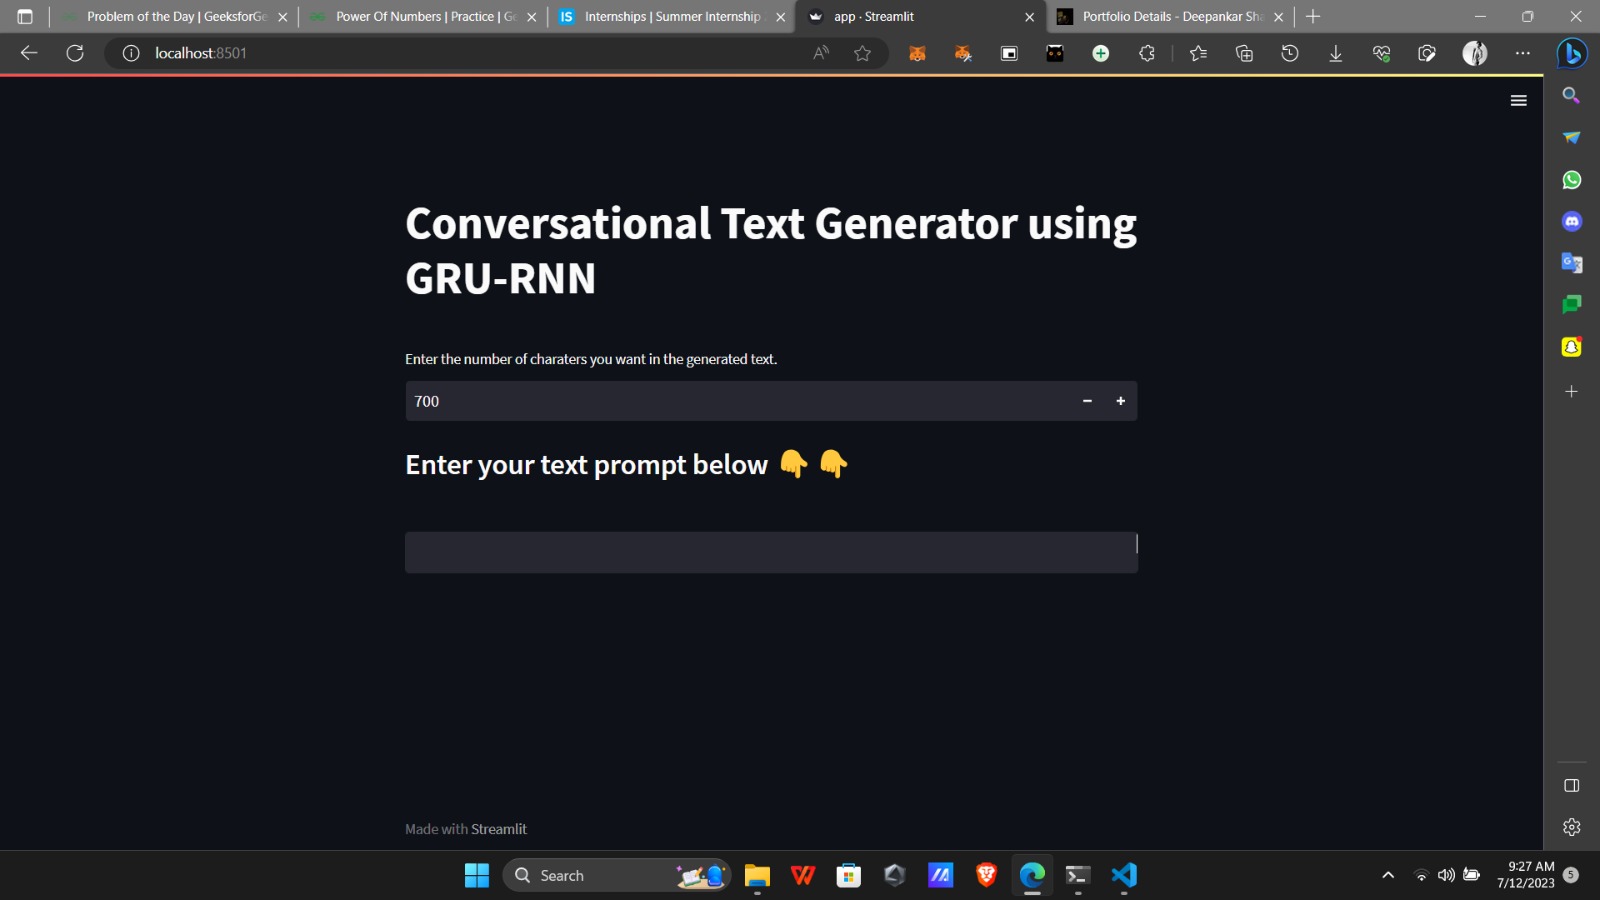 Problem of the Day | GeeksforGe
Power Of Numbers | Practice | Ge
IS
Internships | Summer Internship
app · Streamlit
Portfolio Details - Deepankar Sha
localhost:8501
Conversational Text Generator using
GRU-RNN
Enter the number of charaters you want in the generated text.
700
Enter your text prompt below 👇 👇
Made with Streamlit
Search
9:27 AM
7/12/2023
5